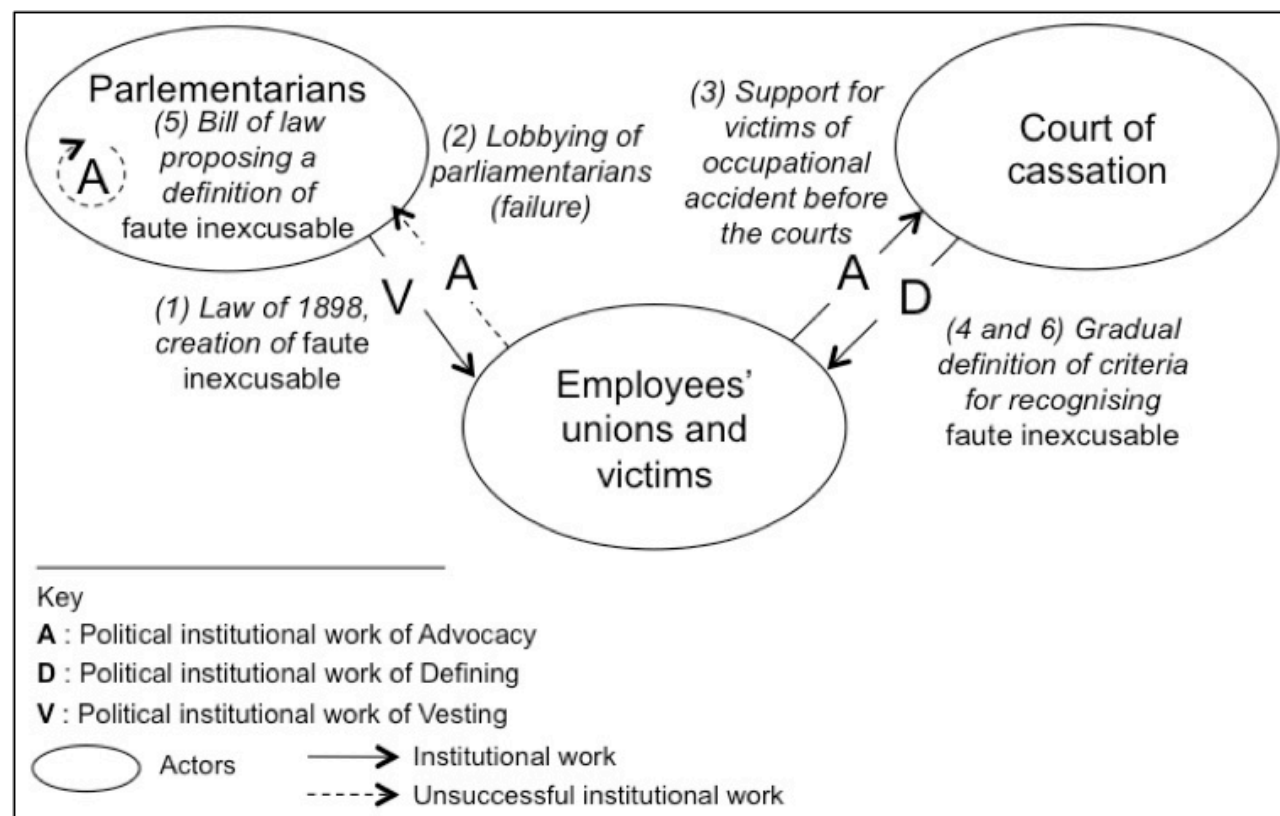 Parlementarians
(5) Bill of law
proposing a
definition of
faute inexcusable
A
(2) Lobbying of
parliamentarians
(failure)
(3) Support for
victims of
occupational
accident before
the courts
Court of
cassation
V
A
A
D
(1) Law of 1898,
creation of faute
inexcusable
Employees’
unions and
victims
(4 and 6) Gradual
definition of criteria
for recognising
faute inexcusable
Key
A : Political institutional work of Advocacy
D : Political institutional work of Defining
V : Political institutional work of Vesting
Actors
Institutional work
Unsuccessful institutional work